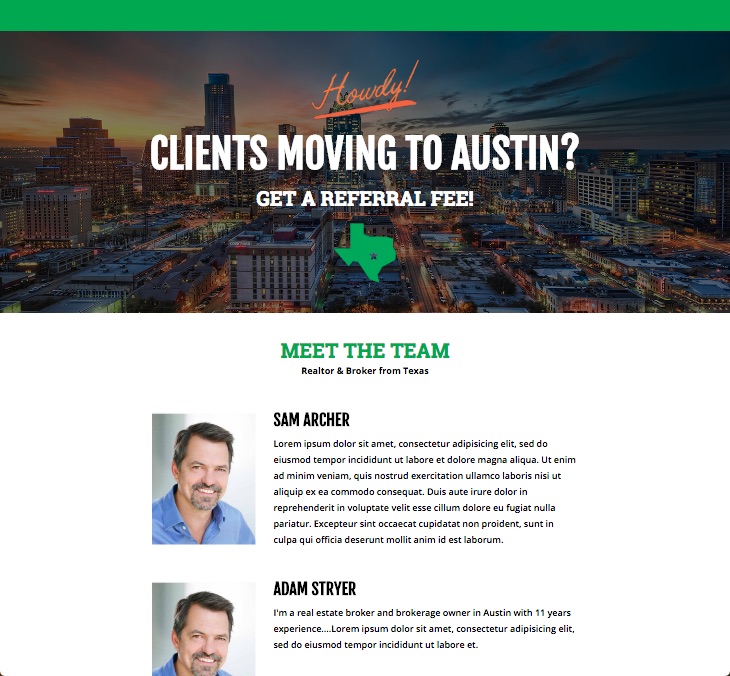 Howdy!
CLIENTS MOVING TO AUSTIN?
GET A REFERRAL FEE!
MEET THE TEAM
Realtor & Broker from Texas
SAM ARCHER
Lorem ipsum dolor sit amet, consectetur adipisicing elit, sed do
eiusmod tempor incididunt ut labore et dolore magna aliqua. Ut enim
ad minim veniam, quis nostrud exercitation ullamco laboris nisi ut
aliquip ex ea commodo consequat. Duis aute irure dolor in
reprehenderit in voluptate velit esse cillum dolore eu fugiat nulla
pariatur. Excepteur sint occaecat cupidatat non proident, sunt in
culpa qui officia deserunt mollit anim id est laborum.
ADAM STRYER
I'm a real estate broker and brokerage owner in Austin with 11 years
experience....Lorem ipsum dolor sit amet, consectetur adipisicing elit,
sed do eiusmod tempor incididunt ut labore et.